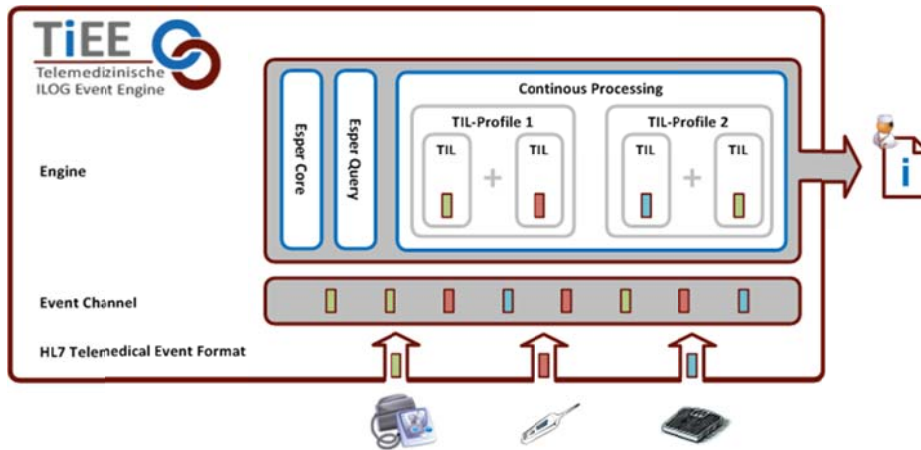 TiEE
Telemedizinische
ILOG Event Engine
Engine
Esper Core
Esper Query
Continous Processing
TIL-Profile 1
TIL
+
TIL
TIL-Profile 2
TIL
+
TIL
i
Event Channel
HL7 Telemedical Event Format